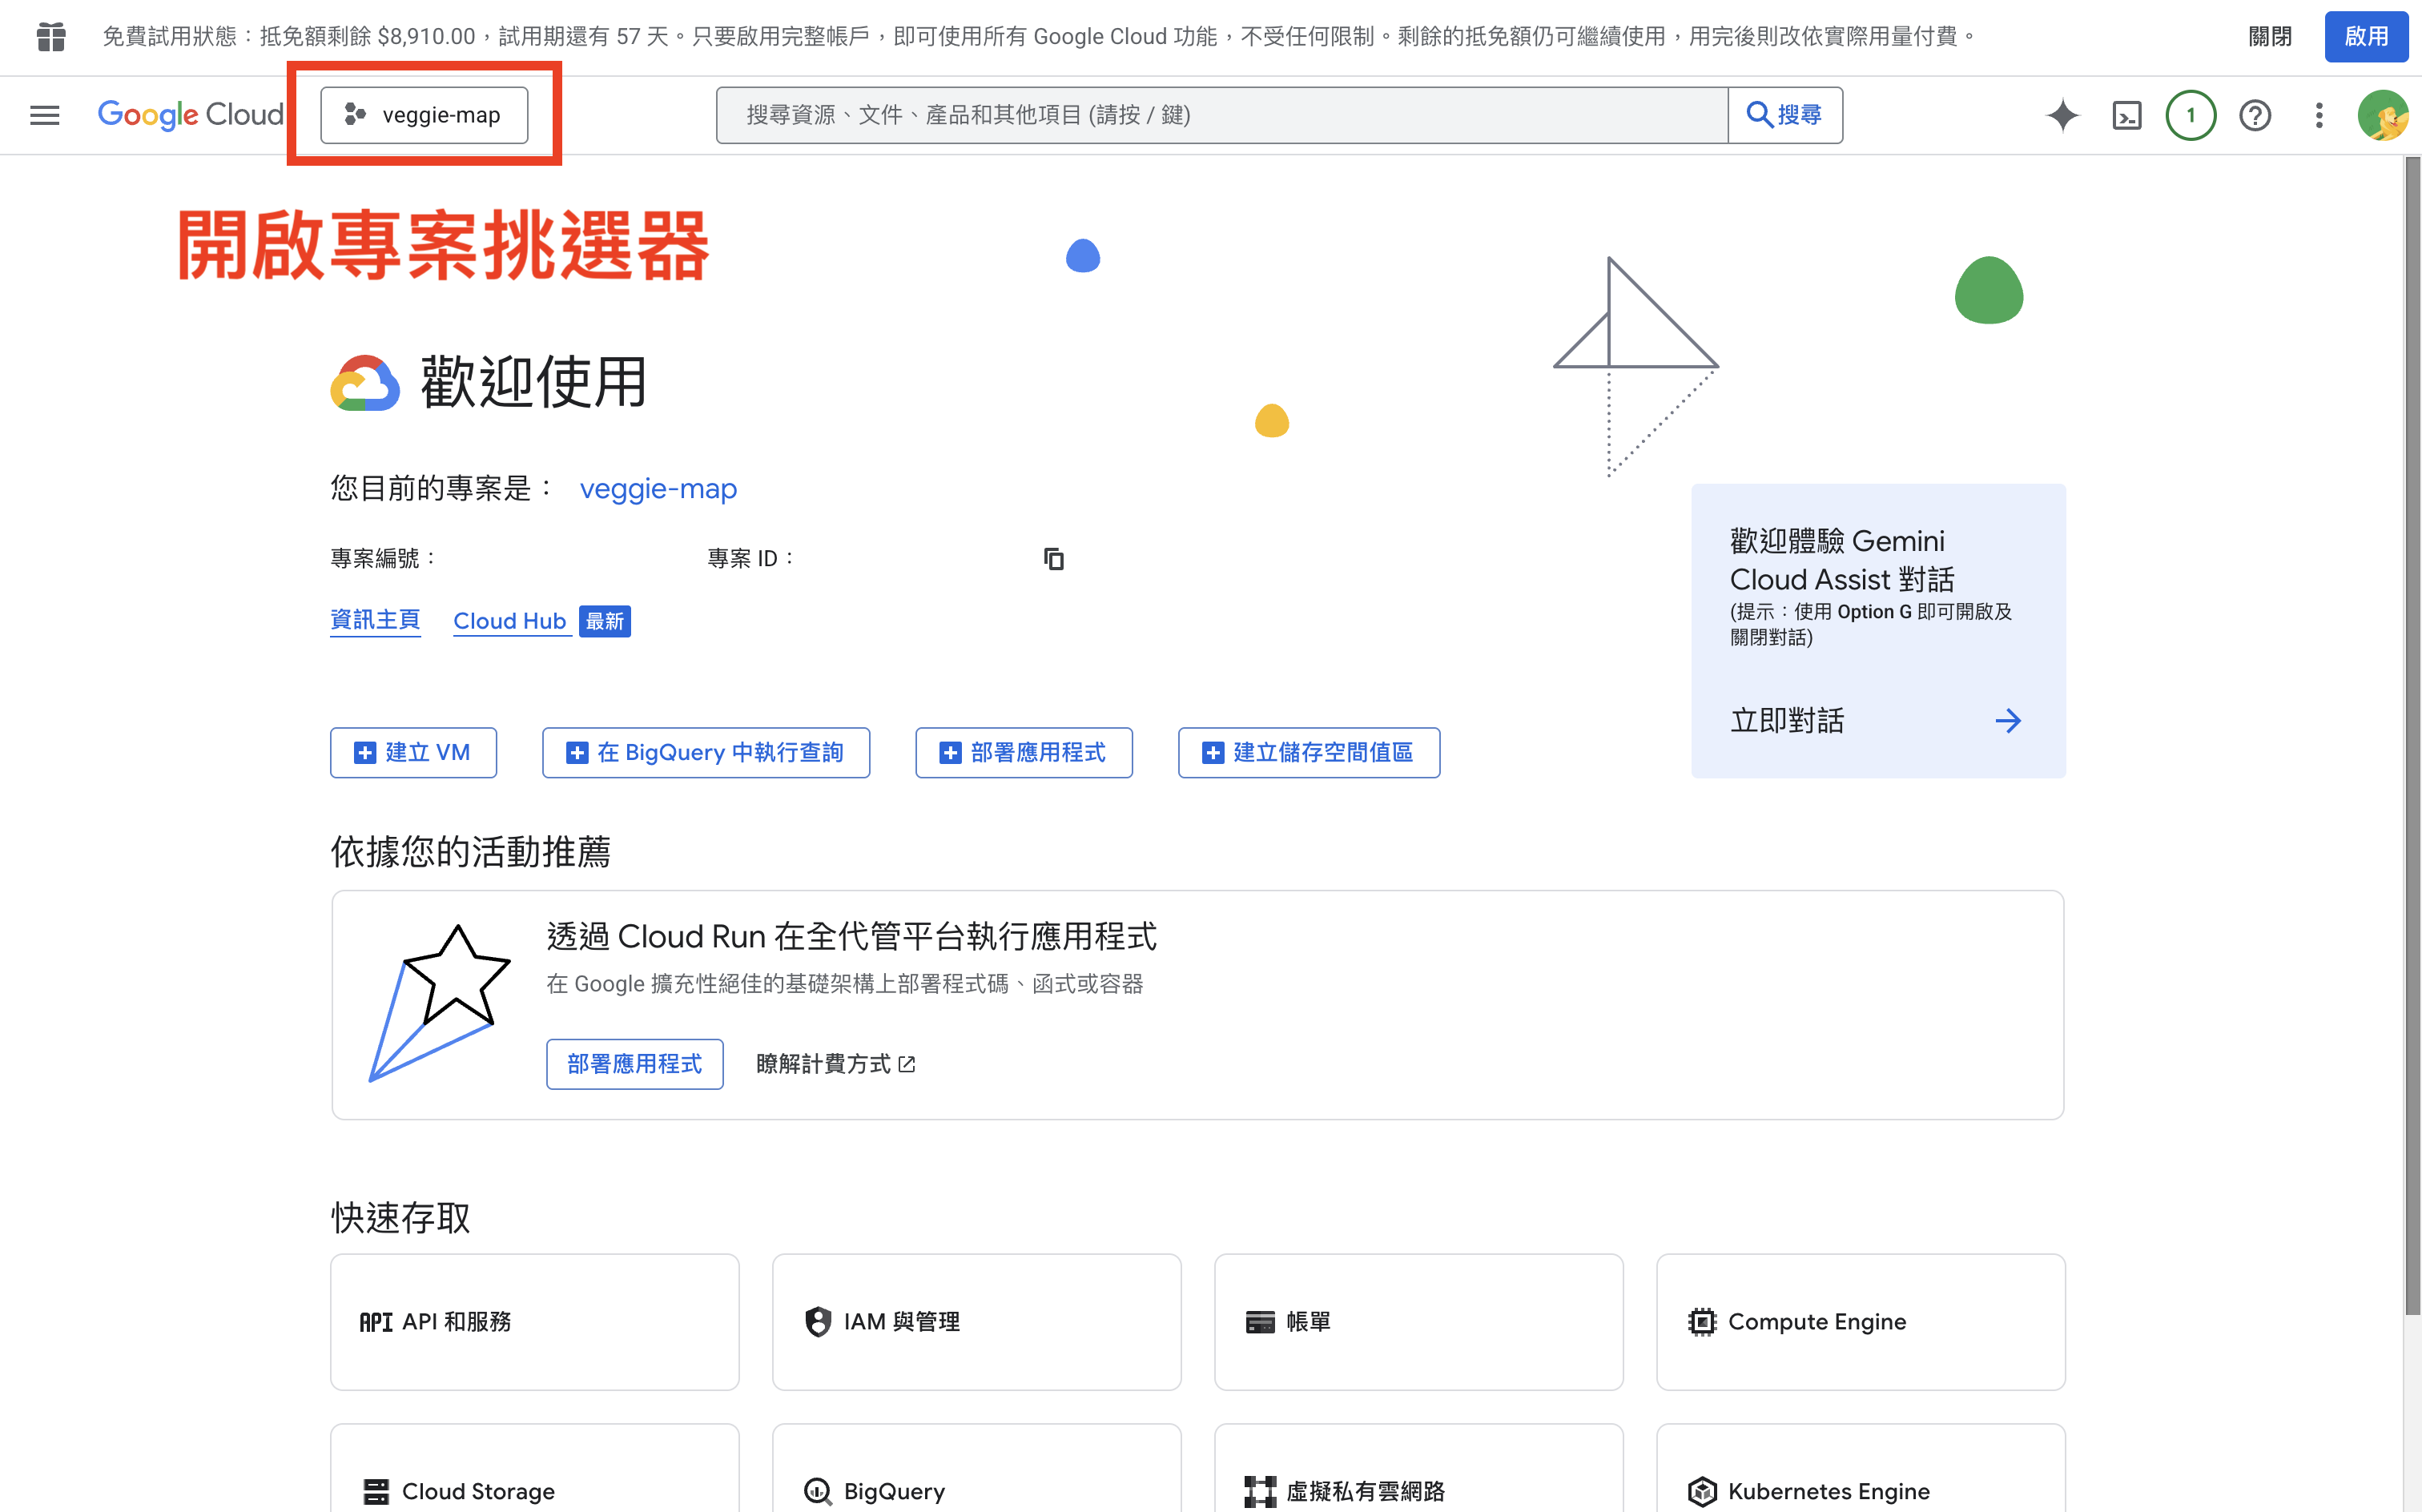 免費試用狀態：抵免額剩餘 $8,910.00，試用期還有 57 天。只要啟用完整帳戶，即可使用所有 Google Cloud 功能，不受任何限制。剩餘的抵免額仍可繼續使用，用完後則改依實際用量付費。
關閉
啟用
Google Cloud
veggie-map
搜尋資源、文件、產品和其他項目 (請按 / 鍵)
搜尋
1
開啟專案挑選器
歡迎使用
您目前的專案是： veggie-map
專案編號：
專案 ID：
資訊主頁
Cloud Hub 最新
歡迎體驗 Gemini
Cloud Assist 對話
(提示：使用 Option G 即可開啟及
關閉對話)
立即對話
建立 VM
在 BigQuery 中執行查詢
部署應用程式
建立儲存空間值區
依據您的活動推薦
透過 Cloud Run 在全代管平台執行應用程式
在 Google 擴充性絕佳的基礎架構上部署程式碼、函式或容器
部署應用程式
瞭解計費方式
快速存取
API API 和服務
IAM 與管理
帳單
Compute Engine
Cloud Storage
BigQuery
虛擬私有雲網路
Kubernetes Engine